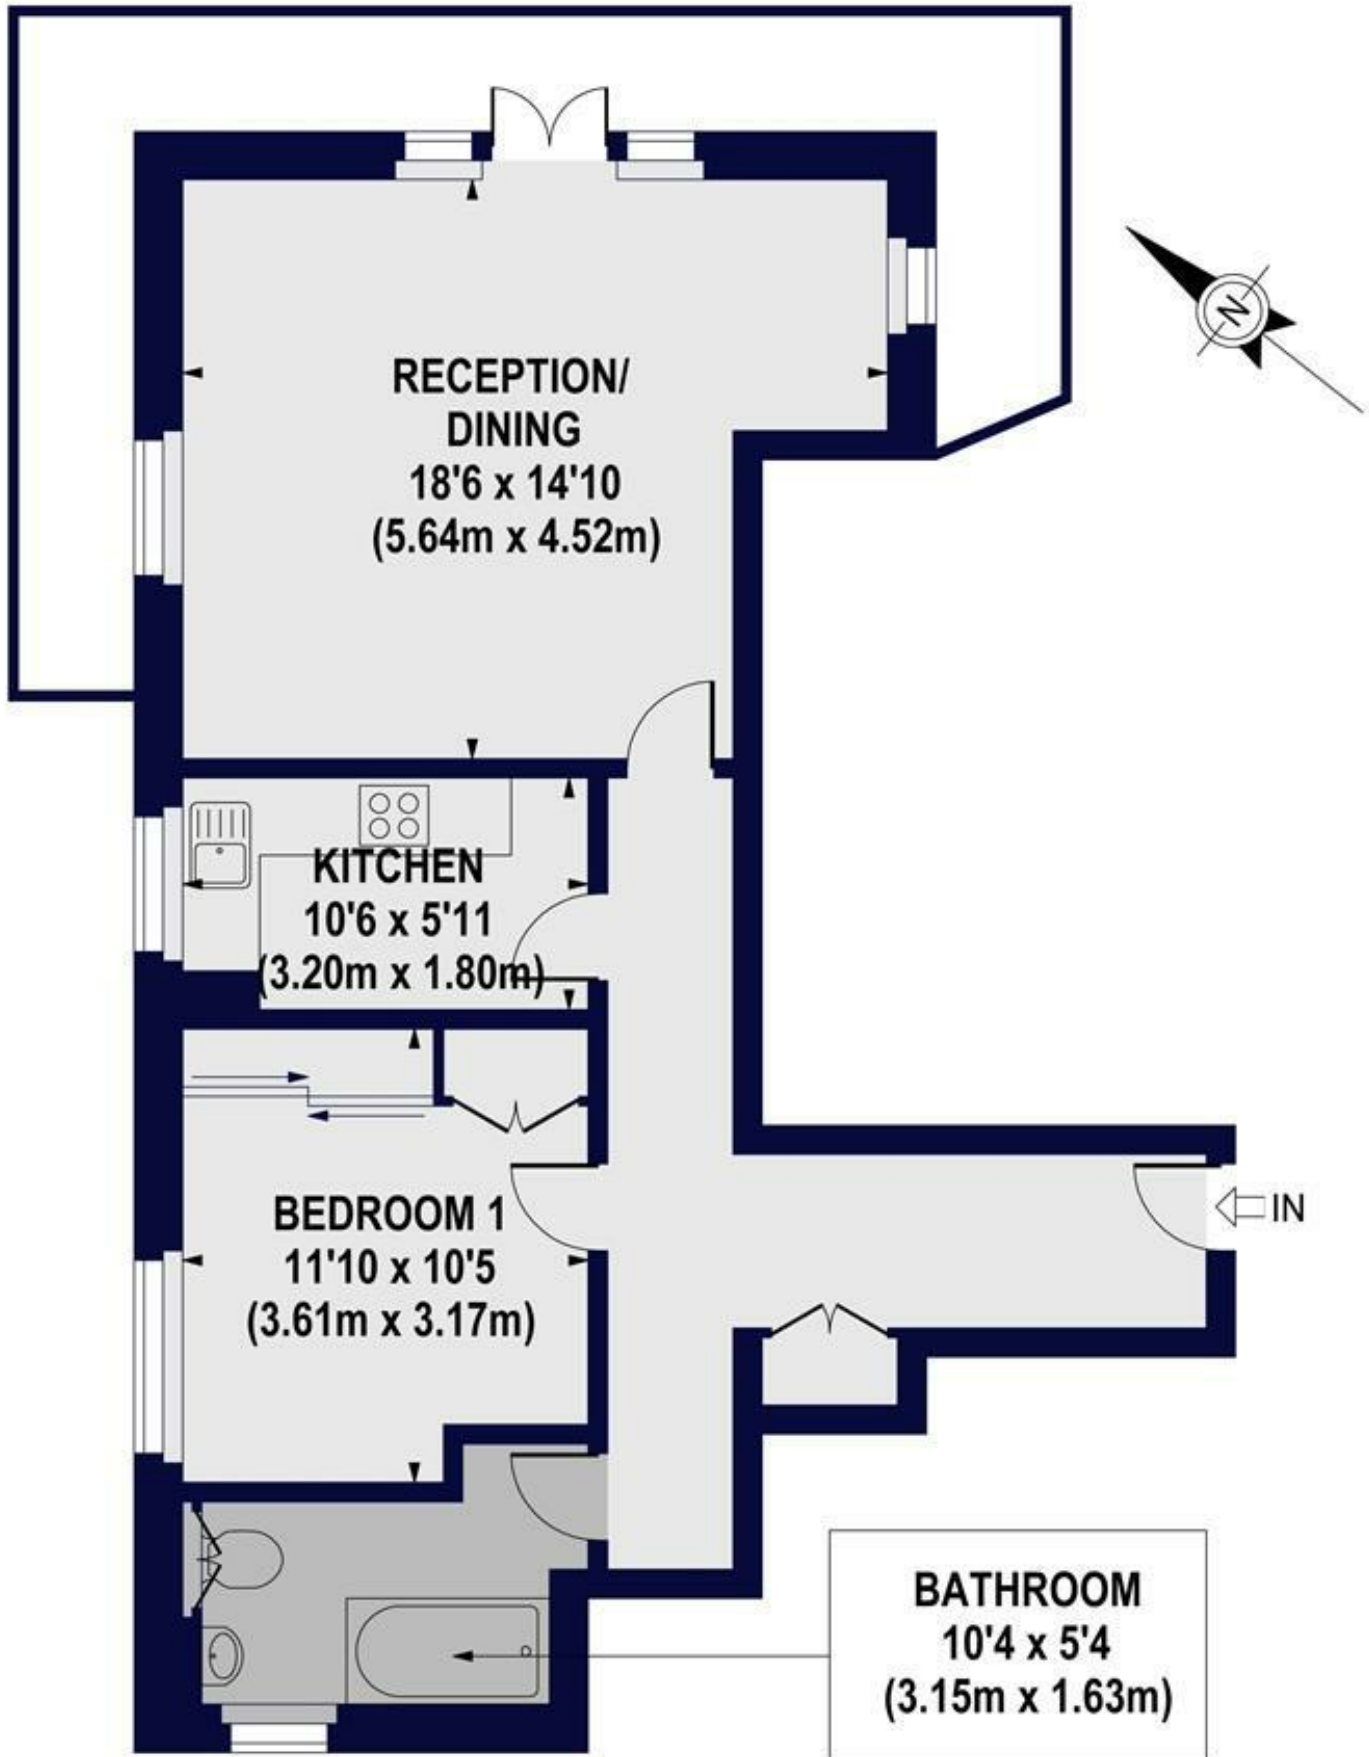 RECEPTION/
DINING
18'6 x 14'10
(5.64m x 4.52m)
N
KITCHEN
10'6 x 5'11
(3.20m x 1.80m)
BEDROOM 1
11'10 x 10'5
(3.61m x 3.17m)
IN
BATHROOM
10'4 x 5'4
(3.15m x 1.63m)